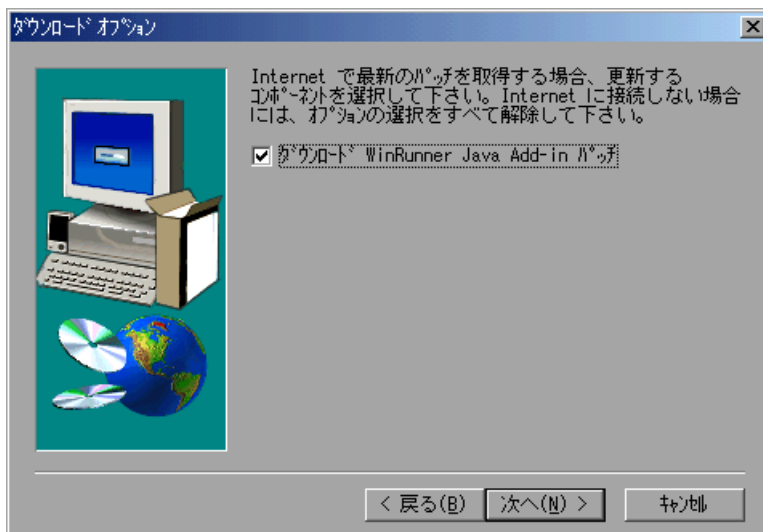 ダウンロード オプション
Internet で最新のパッチを取得する場合、更新する
コンポーネントを選択して下さい。Internet に接続しない場合
には、オプションの選択をすべて解除して下さい。
ダウンロード WinRunner Java Add-in パッチ
< 戻る(B)
次へ(N) >
キャンセル